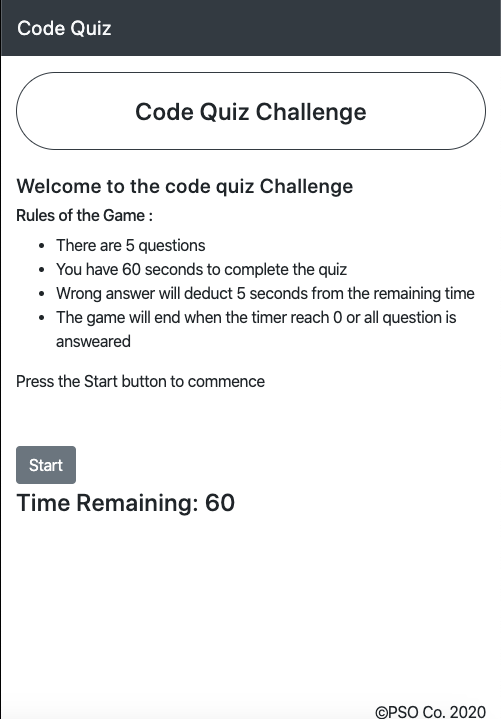 Code Quiz
Code Quiz Challenge
Welcome to the code quiz Challenge
Rules of the Game :
There are 5 questions
You have 60 seconds to complete the quiz
Wrong answer will deduct 5 seconds from the remaining time
The game will end when the timer reach 0 or all question is
answeared
Press the Start button to commence
Start
Time Remaining: 60
©PSO Co. 2020